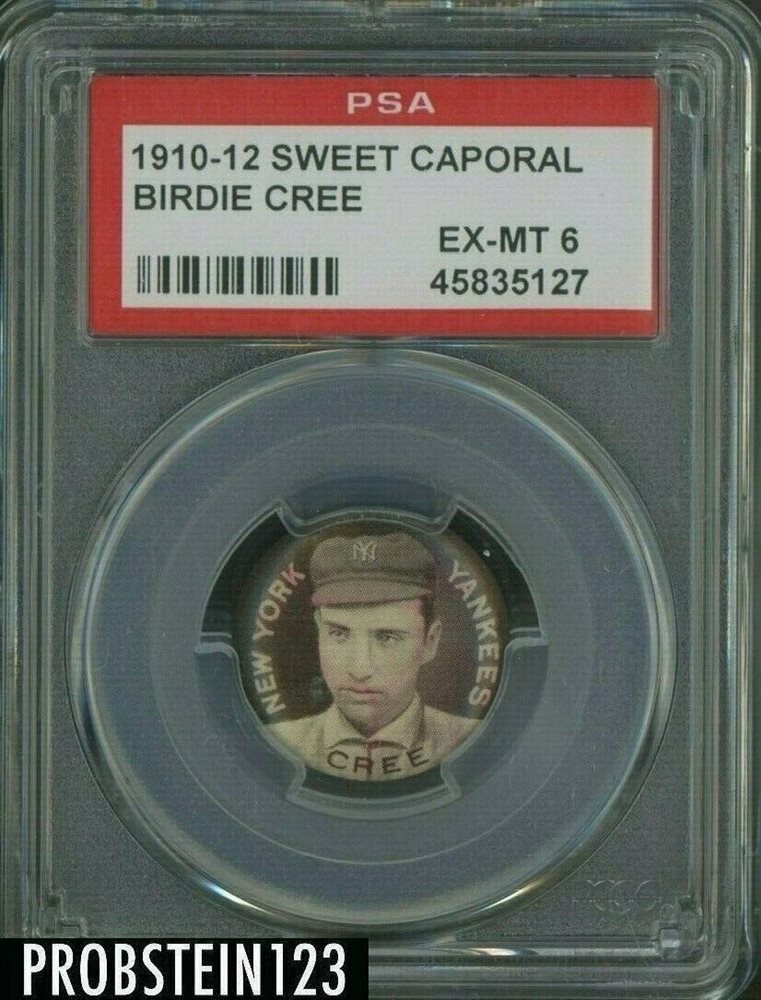 PSA
1910-12 SWEET CAPORAL
BIRDIE CREE
EX-MT 6
45835127
NY
NEW YORK
YANKEES
CREE
PROBSTEIN123